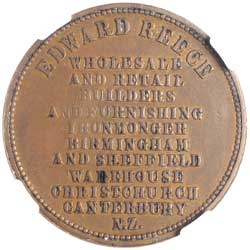 EDWARD REECE
WHOLESALE
AND RETAIL
BUILDERS
AND FURNISHING
IRONMONGER
BIRMINGHAM
AND SHEFFIELD
WAREHOUSE
CHRISTCHURCH
CANTERBURY
N.Z.